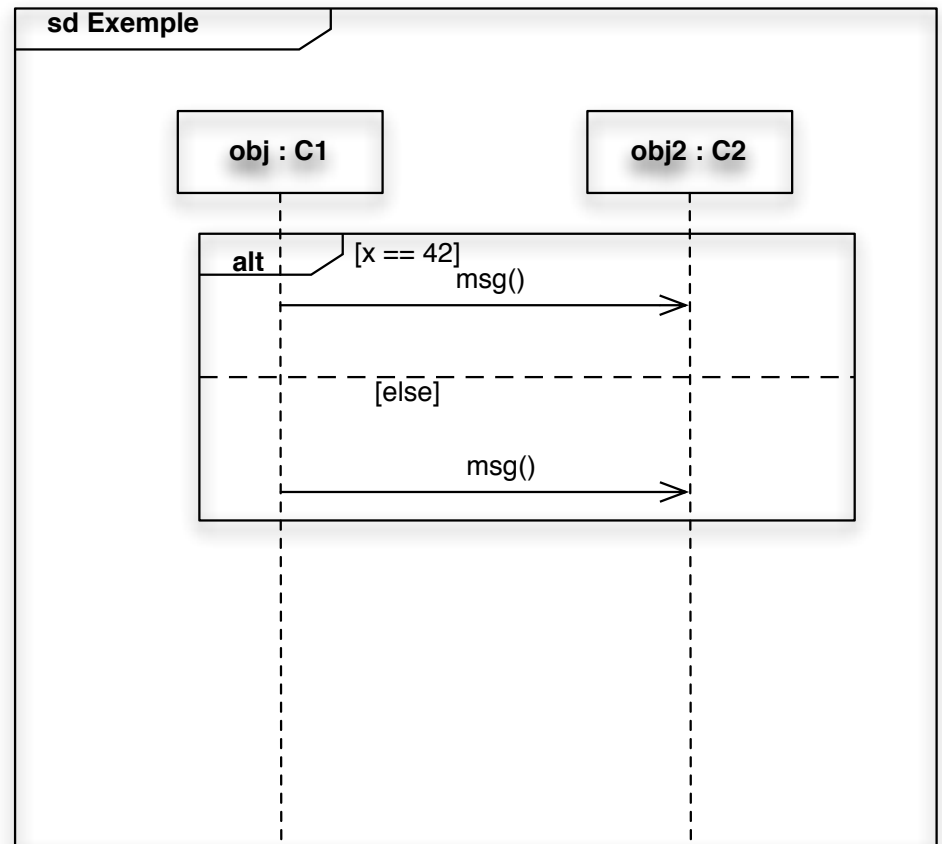 sd Exemple
obj : C1
obj2 : C2
alt
[x == 42]
msg()
[else]
msg()